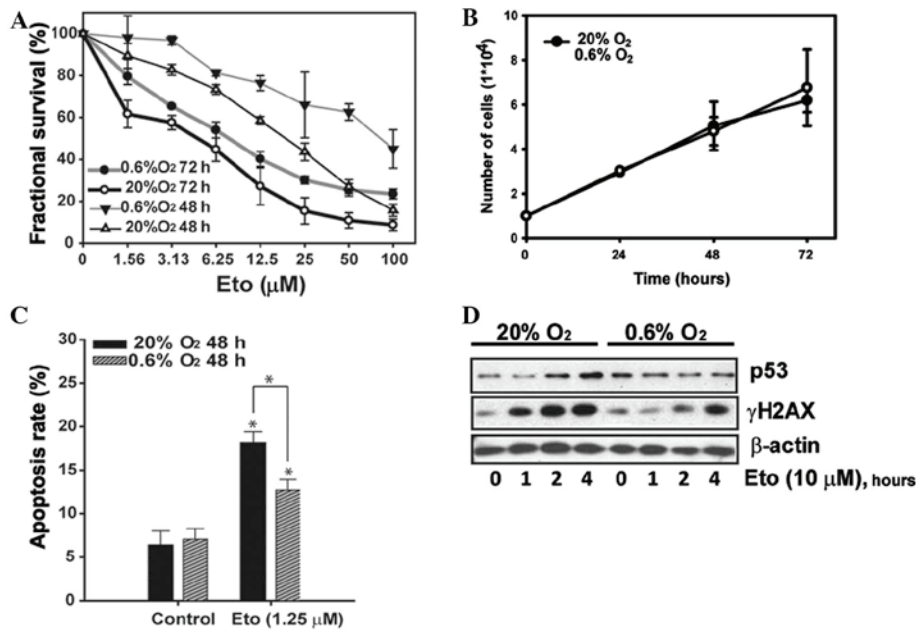 A
Fractional survival (%)
100
80
60
40
20
0
0.6%O2 72 h
20%O2 72 h
0.6%O2 48 h
20%O2 48 h
0 1.56 3.13 6.25 12.5 25 50 100
Eto (μM)
B
Number of cells (1*10⁴)
10
8
6
4
2
0
20% O2
0.6% O2
0 24 48 72
Time (hours)
C
Apoptosis rate (%)
30
25
20
15
10
5
0
20% O2 48 h
0.6% O2 48 h
*
* *
Control Eto (1.25 μM)
D
20% O2 0.6% O2
p53
γH2AX
β-actin
0 1 2 4 0 1 2 4 Eto (10 μM), hours